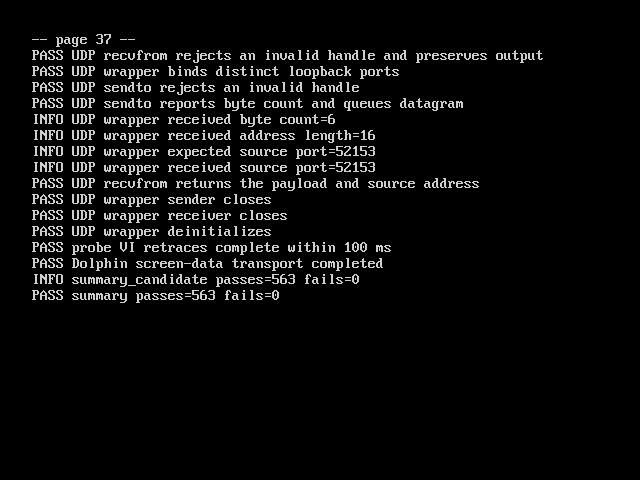 -- page 37 --
PASS UDP recvfrom rejects an invalid handle and preserves output
PASS UDP wrapper binds distinct loopback ports
PASS UDP sendto rejects an invalid handle
PASS UDP sendto reports byte count and queues datagram
INFO UDP wrapper received byte count=6
INFO UDP wrapper received address length=16
INFO UDP wrapper expected source port=52153
INFO UDP wrapper received source port=52153
PASS UDP recvfrom returns the payload and source address
PASS UDP wrapper sender closes
PASS UDP wrapper receiver closes
PASS UDP wrapper deinitializes
PASS probe VI retraces complete within 100 ms
PASS Dolphin screen-data transport completed
INFO summary_candidate passes=563 fails=0
PASS summary passes=563 fails=0